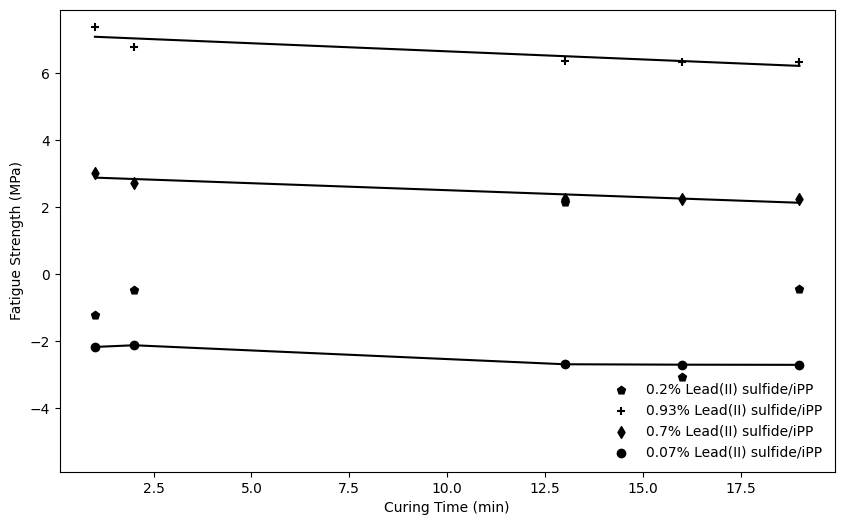 Fatigue Strength (MPa)
6
4
2
0
−2
−4
0.2% Lead(II) sulfide/iPP
0.93% Lead(II) sulfide/iPP
0.7% Lead(II) sulfide/iPP
0.07% Lead(II) sulfide/iPP
2.5 5.0 7.5 10.0 12.5 15.0 17.5
Curing Time (min)